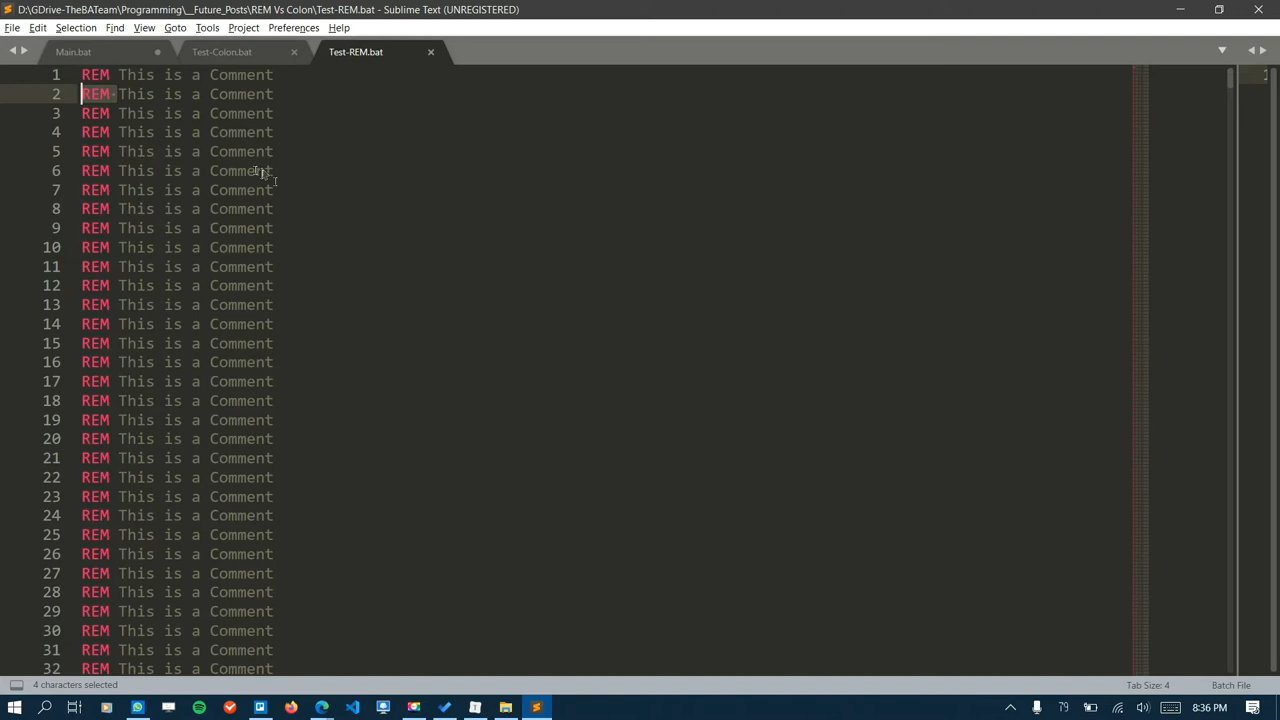 D:\GDrive-TheBATeam\Programming\__Future_Posts\REM Vs Colon\Test-REM.bat - Sublime Text (UNREGISTERED)
File Edit Selection Find View Goto Tools Project Preferences Help
Main.bat Test-Colon.bat Test-REM.bat
1 REM This is a Comment
2 REM This is a Comment
3 REM This is a Comment
4 REM This is a Comment
5 REM This is a Comment
6 REM This is a Comment
7 REM This is a Comment
8 REM This is a Comment
9 REM This is a Comment
10 REM This is a Comment
11 REM This is a Comment
12 REM This is a Comment
13 REM This is a Comment
14 REM This is a Comment
15 REM This is a Comment
16 REM This is a Comment
17 REM This is a Comment
18 REM This is a Comment
19 REM This is a Comment
20 REM This is a Comment
21 REM This is a Comment
22 REM This is a Comment
23 REM This is a Comment
24 REM This is a Comment
25 REM This is a Comment
26 REM This is a Comment
27 REM This is a Comment
28 REM This is a Comment
29 REM This is a Comment
30 REM This is a Comment
31 REM This is a Comment
32 REM This is a Comment
1
4 characters selected Tab Size: 4 Batch File
79 8:36 PM